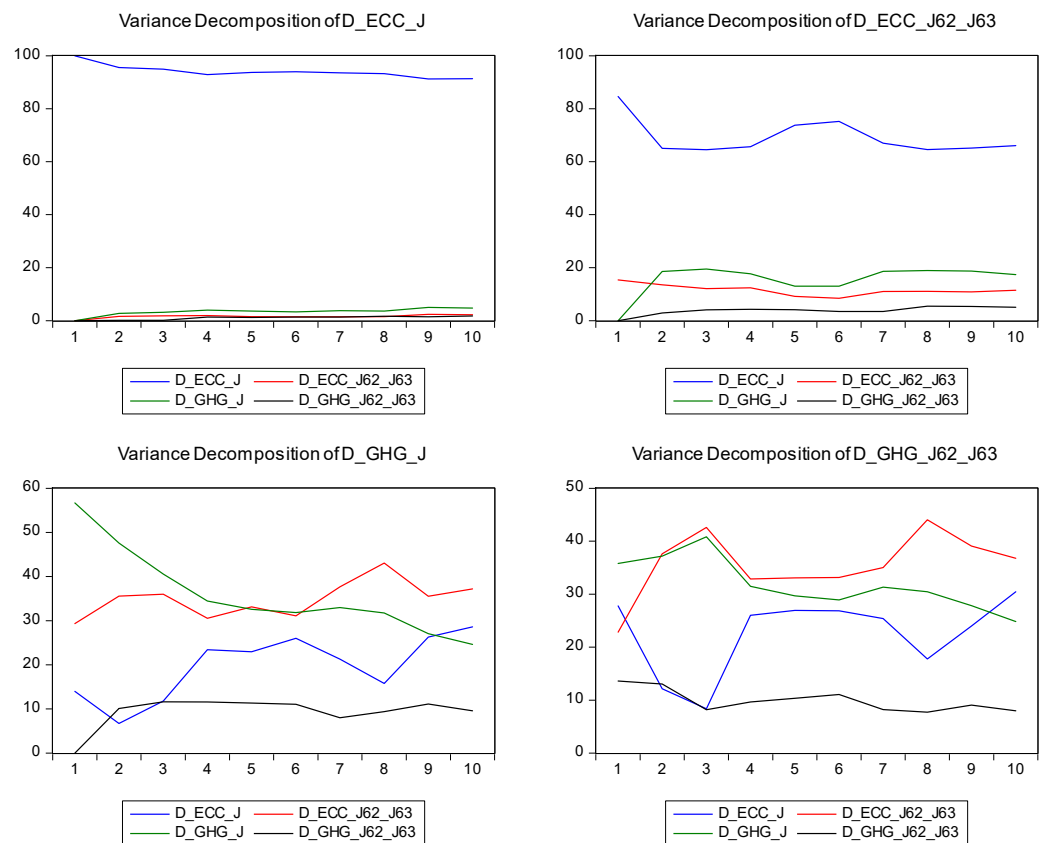 Variance Decomposition of D_ECC_J
100
80
60
40
20
0
1 2 3 4 5 6 7 8 9 10
D_ECC_J D_ECC_J62_J63
D_GHG_J D_GHG_J62_J63
Variance Decomposition of D_ECC_J62_J63
100
80
60
40
20
0
1 2 3 4 5 6 7 8 9 10
D_ECC_J D_ECC_J62_J63
D_GHG_J D_GHG_J62_J63
Variance Decomposition of D_GHG_J
60
50
40
30
20
10
0
1 2 3 4 5 6 7 8 9 10
D_ECC_J D_ECC_J62_J63
D_GHG_J D_GHG_J62_J63
Variance Decomposition of D_GHG_J62_J63
50
40
30
20
10
0
1 2 3 4 5 6 7 8 9 10
D_ECC_J D_ECC_J62_J63
D_GHG_J D_GHG_J62_J63